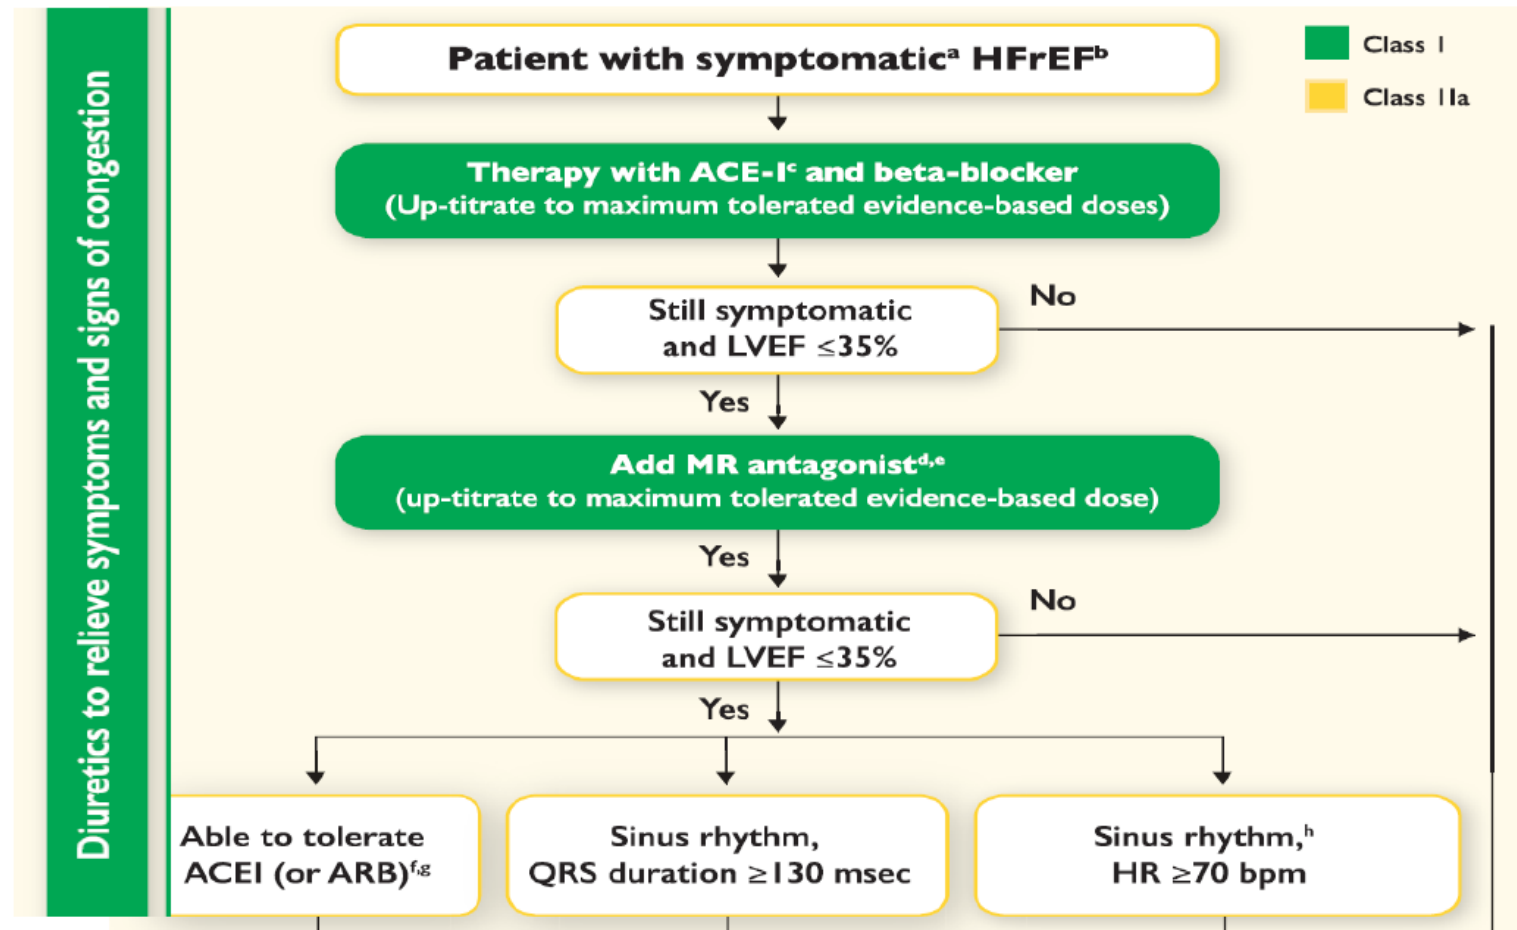 Diuretics to relieve symptoms and signs of congestion
Patient with symptomaticᵃ HFrEFᵇ
Class I
Class IIa
Therapy with ACE-Iᶜ and beta-blocker
(Up-titrate to maximum tolerated evidence-based doses)
Still symptomatic
and LVEF ≤35%
No
Yes
Add MR antagonistᵈ,ᵉ
(up-titrate to maximum tolerated evidence-based dose)
Yes
Still symptomatic
and LVEF ≤35%
No
Yes
Able to tolerate
ACEI (or ARB)ᶠ,ᵍ
Sinus rhythm,
QRS duration ≥130 msec
Sinus rhythm,ʰ
HR ≥70 bpm